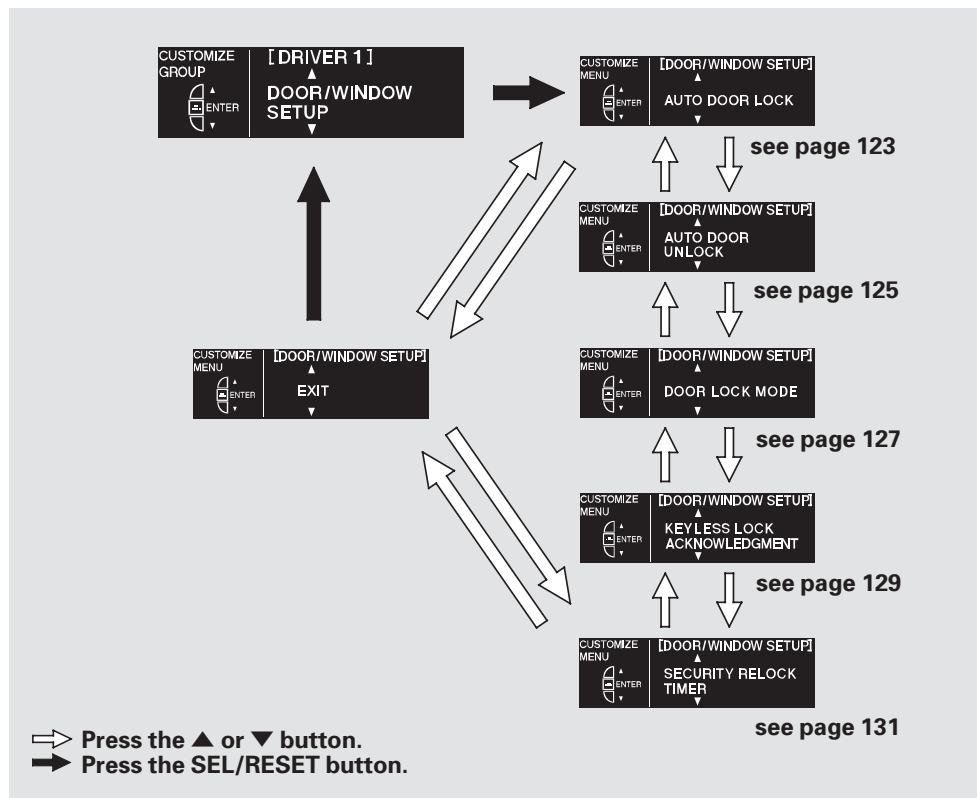 CUSTOMIZE
GROUP
▲
ENTER
▼
[DRIVER 1]
▲
DOOR/WINDOW
SETUP
▼
CUSTOMIZE
MENU
▲
ENTER
▼
[DOOR/WINDOW SETUP]
▲
AUTO DOOR LOCK
▼
see page 123
CUSTOMIZE
MENU
▲
ENTER
▼
[DOOR/WINDOW SETUP]
▲
AUTO DOOR
UNLOCK
▼
see page 125
CUSTOMIZE
MENU
▲
ENTER
▼
[DOOR/WINDOW SETUP]
▲
EXIT
▼
CUSTOMIZE
MENU
▲
ENTER
▼
[DOOR/WINDOW SETUP]
▲
DOOR LOCK MODE
▼
see page 127
CUSTOMIZE
MENU
▲
ENTER
▼
[DOOR/WINDOW SETUP]
▲
KEYLESS LOCK
ACKNOWLEDGMENT
▼
see page 129
CUSTOMIZE
MENU
▲
ENTER
▼
[DOOR/WINDOW SETUP]
▲
SECURITY RELOCK
TIMER
▼
see page 131
Press the ▲ or ▼ button.
Press the SEL/RESET button.